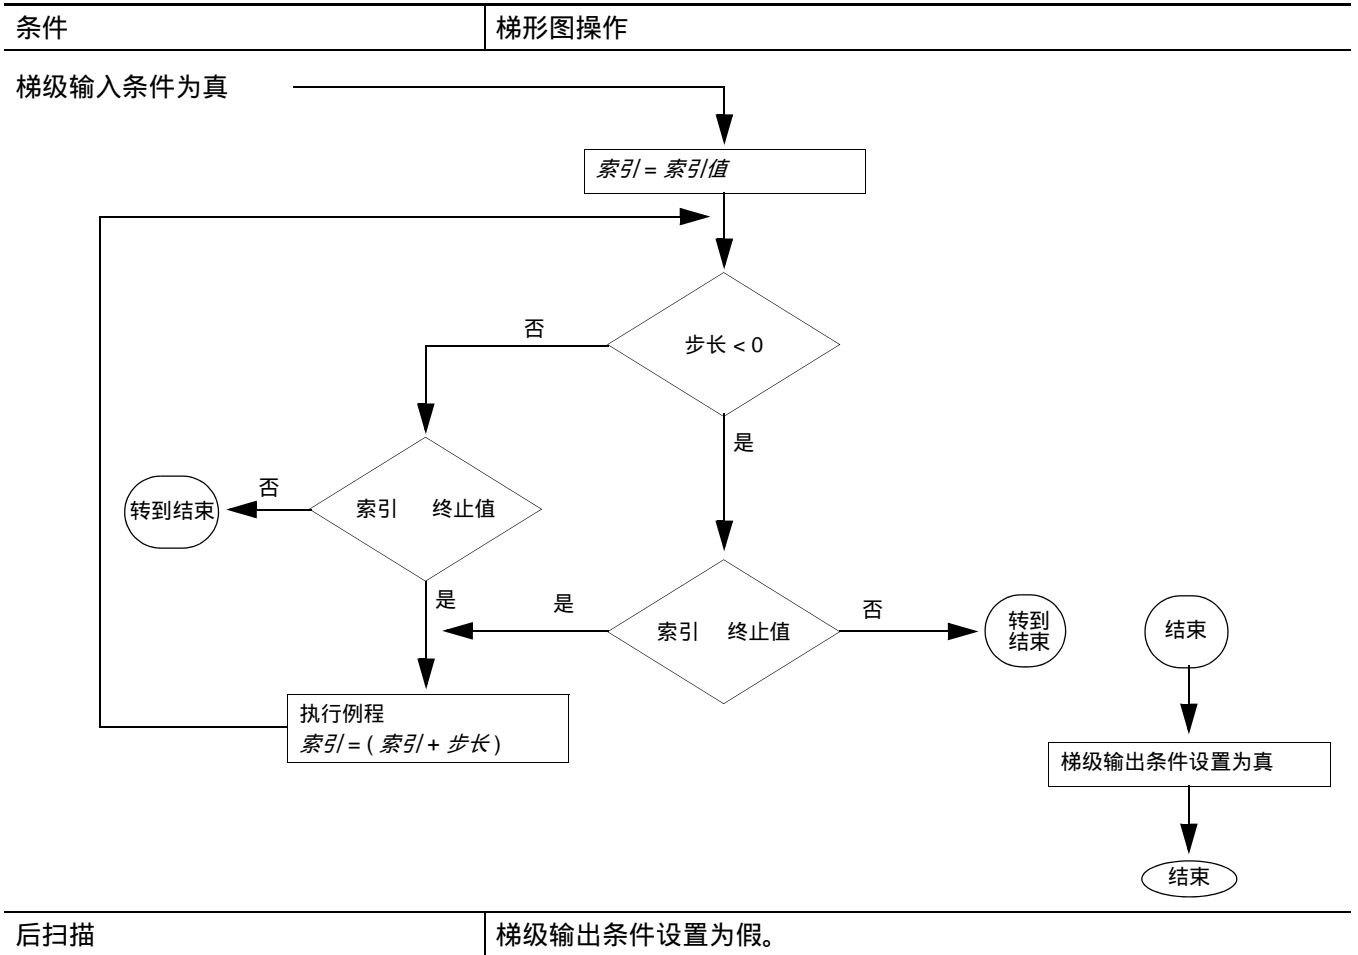 条件 梯形图操作
梯级输入条件为真
索引 = 索引值
否
步长 < 0
是
否
转到结束
索引 终止值
是
是
索引 终止值
否
转到
结束
结束
执行例程
索引 = ( 索引 + 步长 )
梯级输出条件设置为真
结束
后扫描 梯级输出条件设置为假。